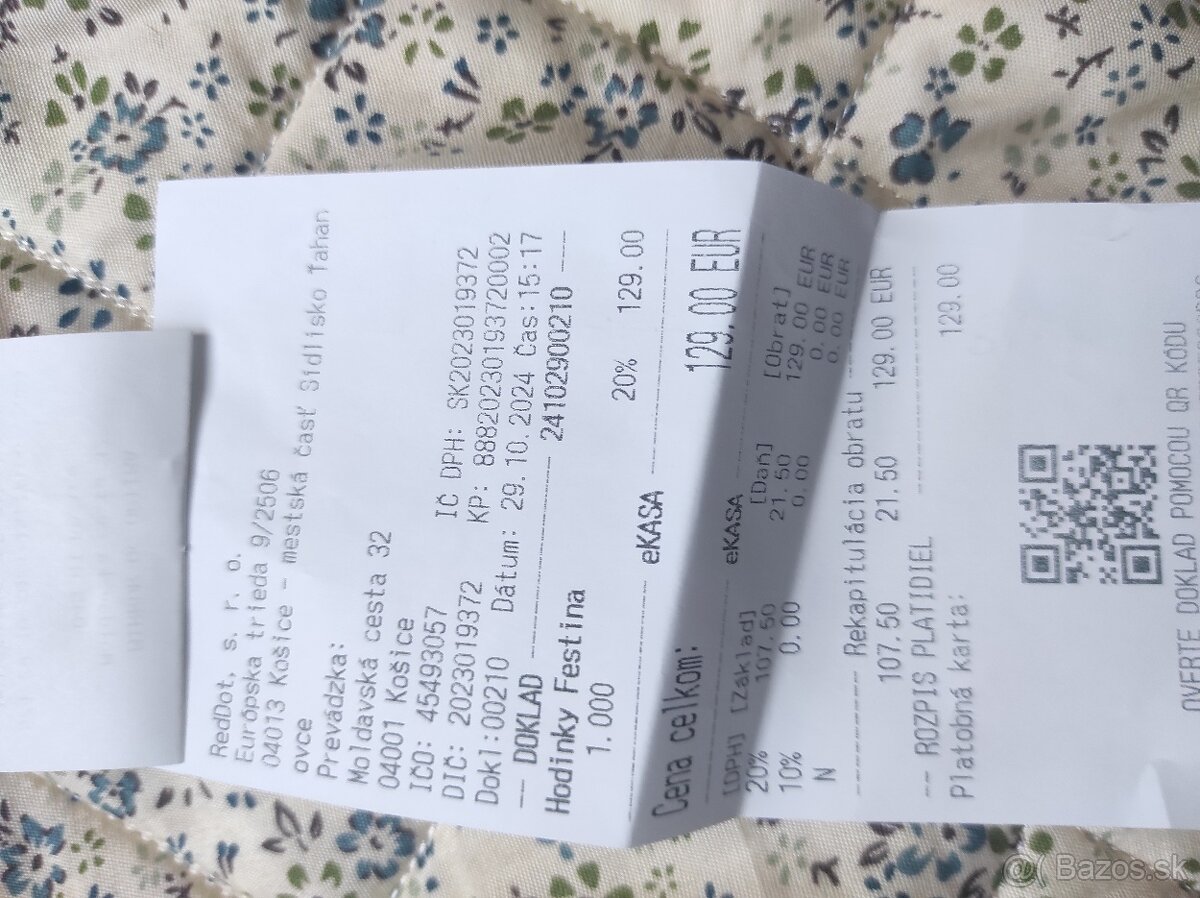 RedDot, s. r. o.
Európska trieda 9/2506
04013 Košice - mestská časť Sídlisko Ťahan
ovce
Prevádzka:
Moldavská cesta 32
04001 Košice
IČO: 45493057
DIČ: 2023019372 IČ DPH: SK2023019372
KP: 88820230193720002
Dokl:00210 Dátum: 29.10.2024 Čas:15:17
-- DOKLAD -- 24102900210 --
Hodinky Festina
1.000 20% 129.00
eKASA
Cena celkom: 129.00 EUR
eKASA
[DPH] [Základ] [Daň] [Obrat]
20% 107.50 21.50 129.00 EUR
10% 0.00 0.00 0.00 EUR
N 0.00 EUR
Rekapitulácia obratu
107.50 21.50 129.00 EUR
-- ROZPIS PLATIDIEL
Platobná karta: 129.00
OVERTE DOKLAD POMOCOU QR KÓDU
Bazos.sk